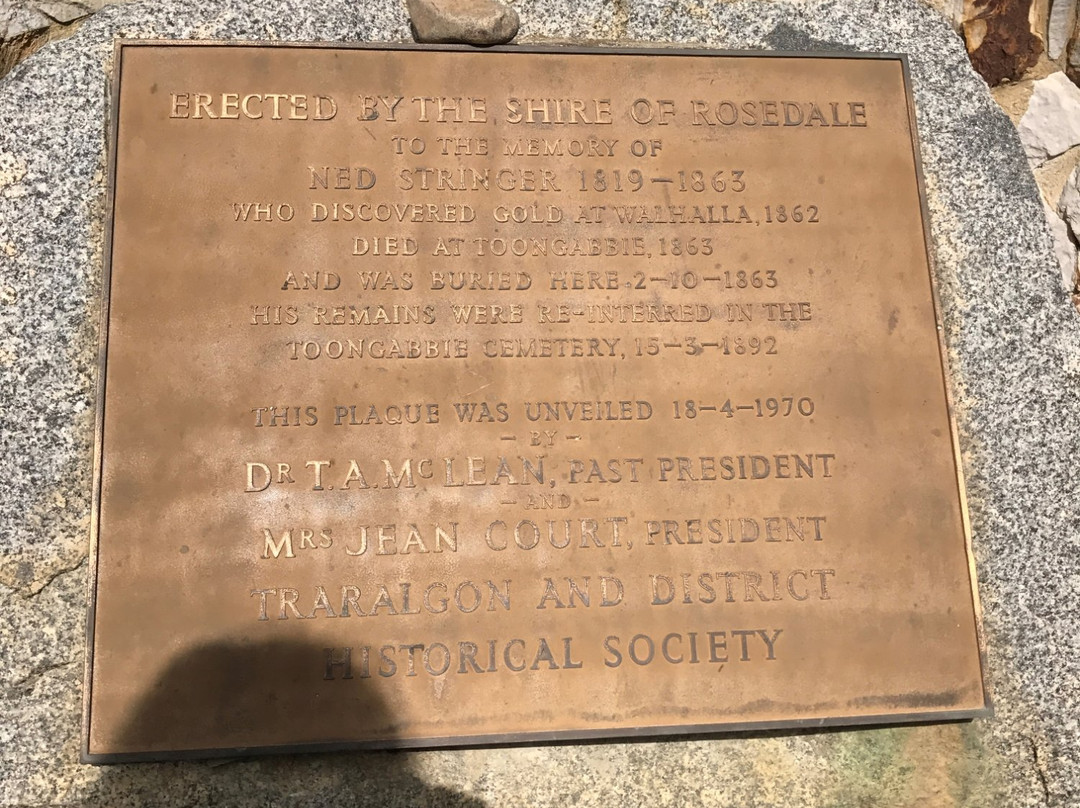 ERECTED BY THE SHIRE OF ROSEDALE
TO THE MEMORY OF
NED STRINGER 1819-1863
WHO DISCOVERED GOLD AT WALHALLA, 1862
DIED AT TOONGABBIE, 1863
AND WAS BURIED HERE 2-10-1863
HIS REMAINS WERE RE-INTERRED IN THE
TOONGABBIE CEMETERY, 15-3-1892
THIS PLAQUE WAS UNVEILED 18-4-1970
- BY -
DR T.A. MCLEAN, PAST PRESIDENT
- AND -
MRS JEAN COURT, PRESIDENT
TRARALGON AND DISTRICT
HISTORICAL SOCIETY